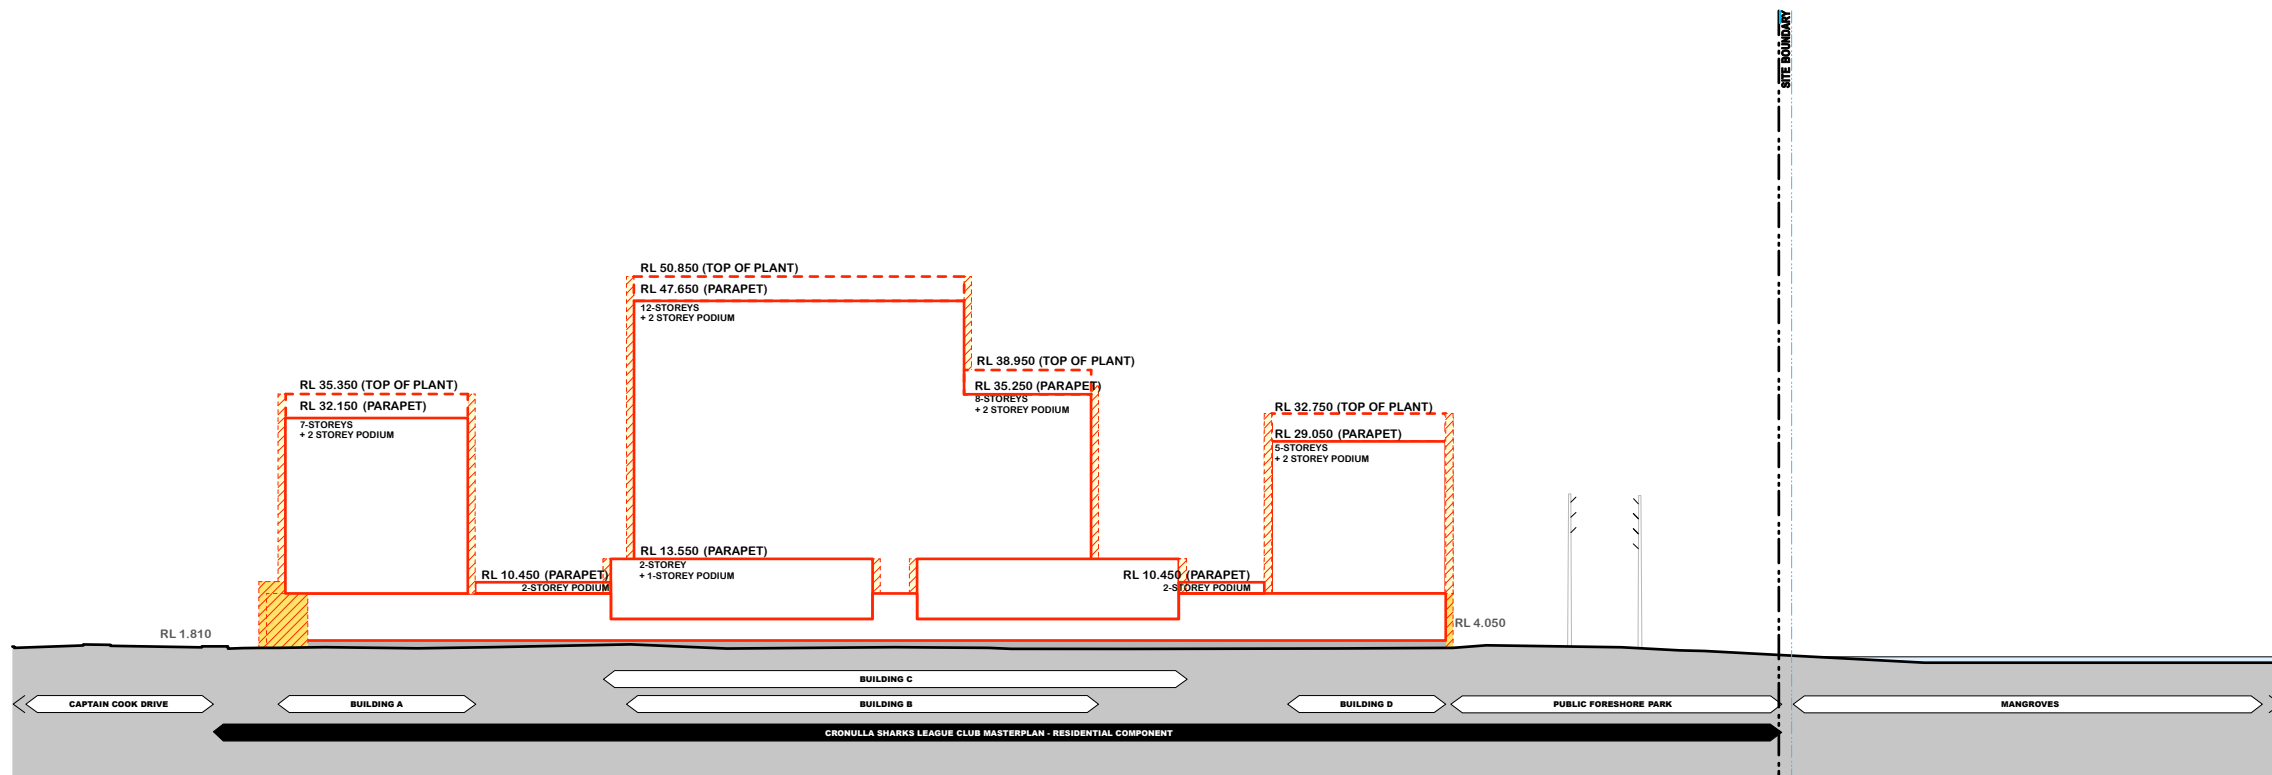 SITE BOUNDARY
RL 50.850 (TOP OF PLANT)
RL 47.650 (PARAPET)
12-STOREYS
+ 2 STOREY PODIUM
RL 38.950 (TOP OF PLANT)
RL 35.250 (PARAPET)
8-STOREYS
+ 2 STOREY PODIUM
RL 35.350 (TOP OF PLANT)
RL 32.150 (PARAPET)
7-STOREYS
+ 2 STOREY PODIUM
RL 32.750 (TOP OF PLANT)
RL 29.050 (PARAPET)
5-STOREYS
+ 2 STOREY PODIUM
RL 13.550 (PARAPET)
2-STOREY
+ 1-STOREY PODIUM
RL 10.450 (PARAPET)
2-STOREY PODIUM
RL 10.450 (PARAPET)
2-STOREY PODIUM
RL 1.810
RL 4.050
BUILDING C
CAPTAIN COOK DRIVE
BUILDING A
BUILDING B
BUILDING D
PUBLIC FORESHORE PARK
MANGROVES
CRONULLA SHARKS LEAGUE CLUB MASTERPLAN - RESIDENTIAL COMPONENT